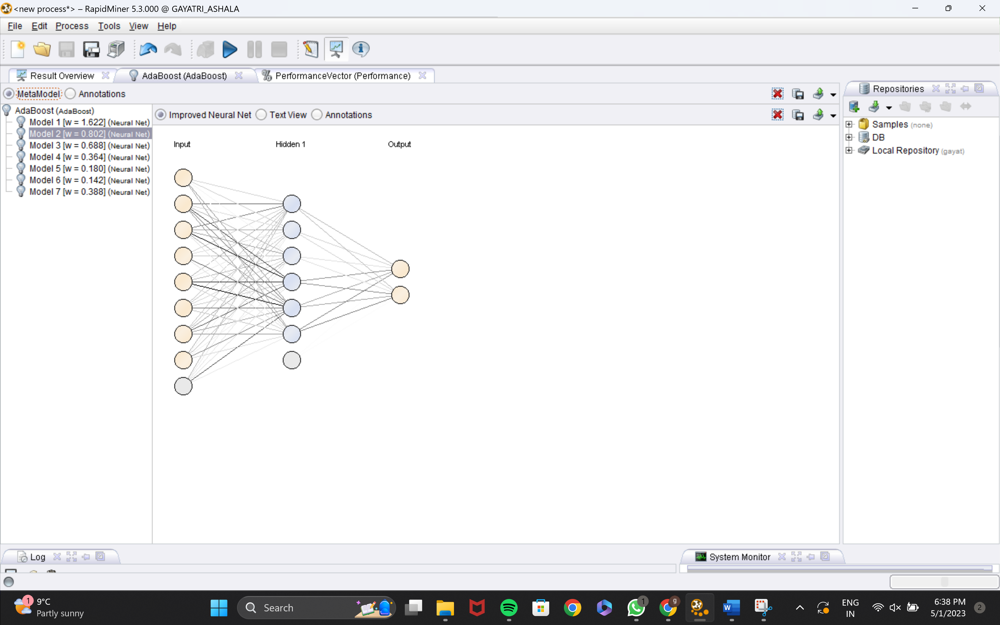 <new process*> – RapidMiner 5.3.000 @ GAYATRI_ASHALA
File Edit Process Tools View Help
Result Overview AdaBoost (AdaBoost) PerformanceVector (Performance)
MetaModel Annotations
Repositories
AdaBoost (AdaBoost)
Model 1 [w = 1.622] (Neural Net)
Model 2 [w = 0.802] (Neural Net)
Model 3 [w = 0.688] (Neural Net)
Model 4 [w = 0.364] (Neural Net)
Model 5 [w = 0.180] (Neural Net)
Model 6 [w = 0.142] (Neural Net)
Model 7 [w = 0.388] (Neural Net)
Improved Neural Net Text View Annotations
Input Hidden 1 Output
Samples (none)
DB
Local Repository (gayat)
Log
System Monitor
1
9°C
Partly sunny
Search
1
g
W
ENG
IN
6:38 PM
5/1/2023
2